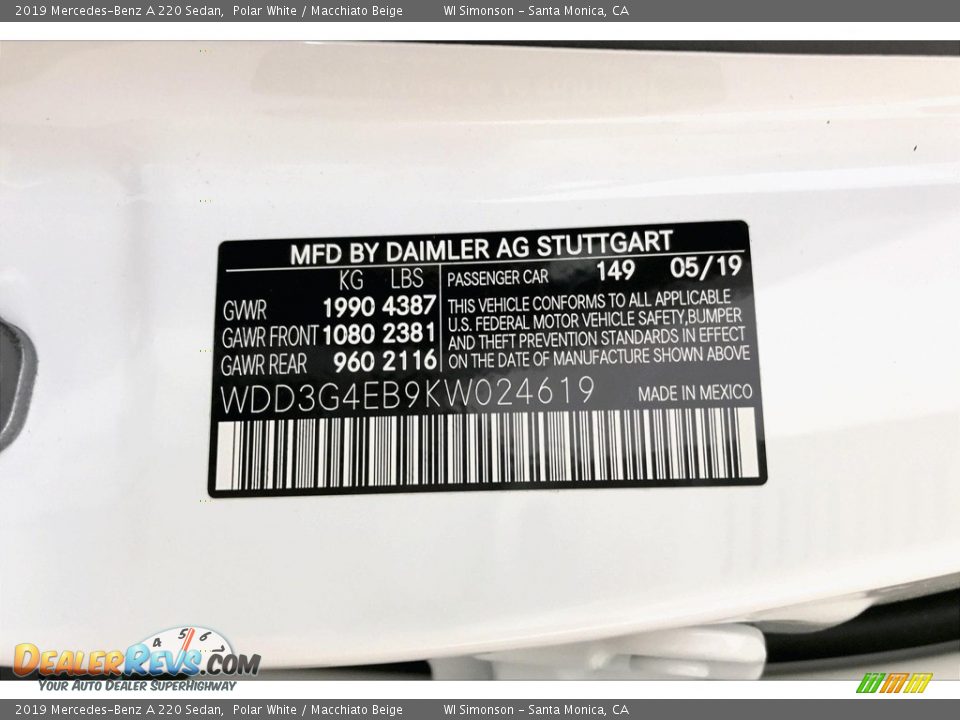 2019 Mercedes-Benz A 220 Sedan, Polar White / Macchiato Beige WI Simonson - Santa Monica, CA
MFD BY DAIMLER AG STUTTGART
KG LBS
GVWR 1990 4387
GAWR FRONT 1080 2381
GAWR REAR 960 2116
PASSENGER CAR 149 05/19
THIS VEHICLE CONFORMS TO ALL APPLICABLE
U.S. FEDERAL MOTOR VEHICLE SAFETY,BUMPER
AND THEFT PREVENTION STANDARDS IN EFFECT
ON THE DATE OF MANUFACTURE SHOWN ABOVE
WDD3G4EB9KW024619 MADE IN MEXICO
4 5 6 7
DEALERREVS.COM
YOUR AUTO DEALER SUPERHIGHWAY
2019 Mercedes-Benz A 220 Sedan, Polar White / Macchiato Beige WI Simonson - Santa Monica, CA